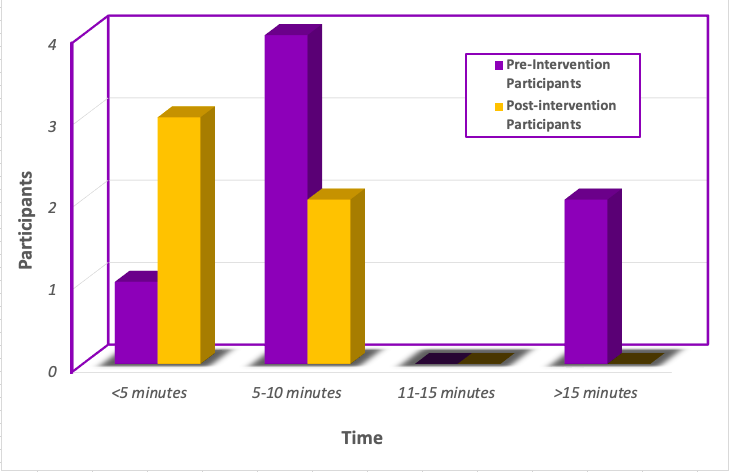 4
3
2
1
0
Participants
Pre-Intervention
Participants
Post-intervention
Participants
<5 minutes
5-10 minutes
11-15 minutes
>15 minutes
Time